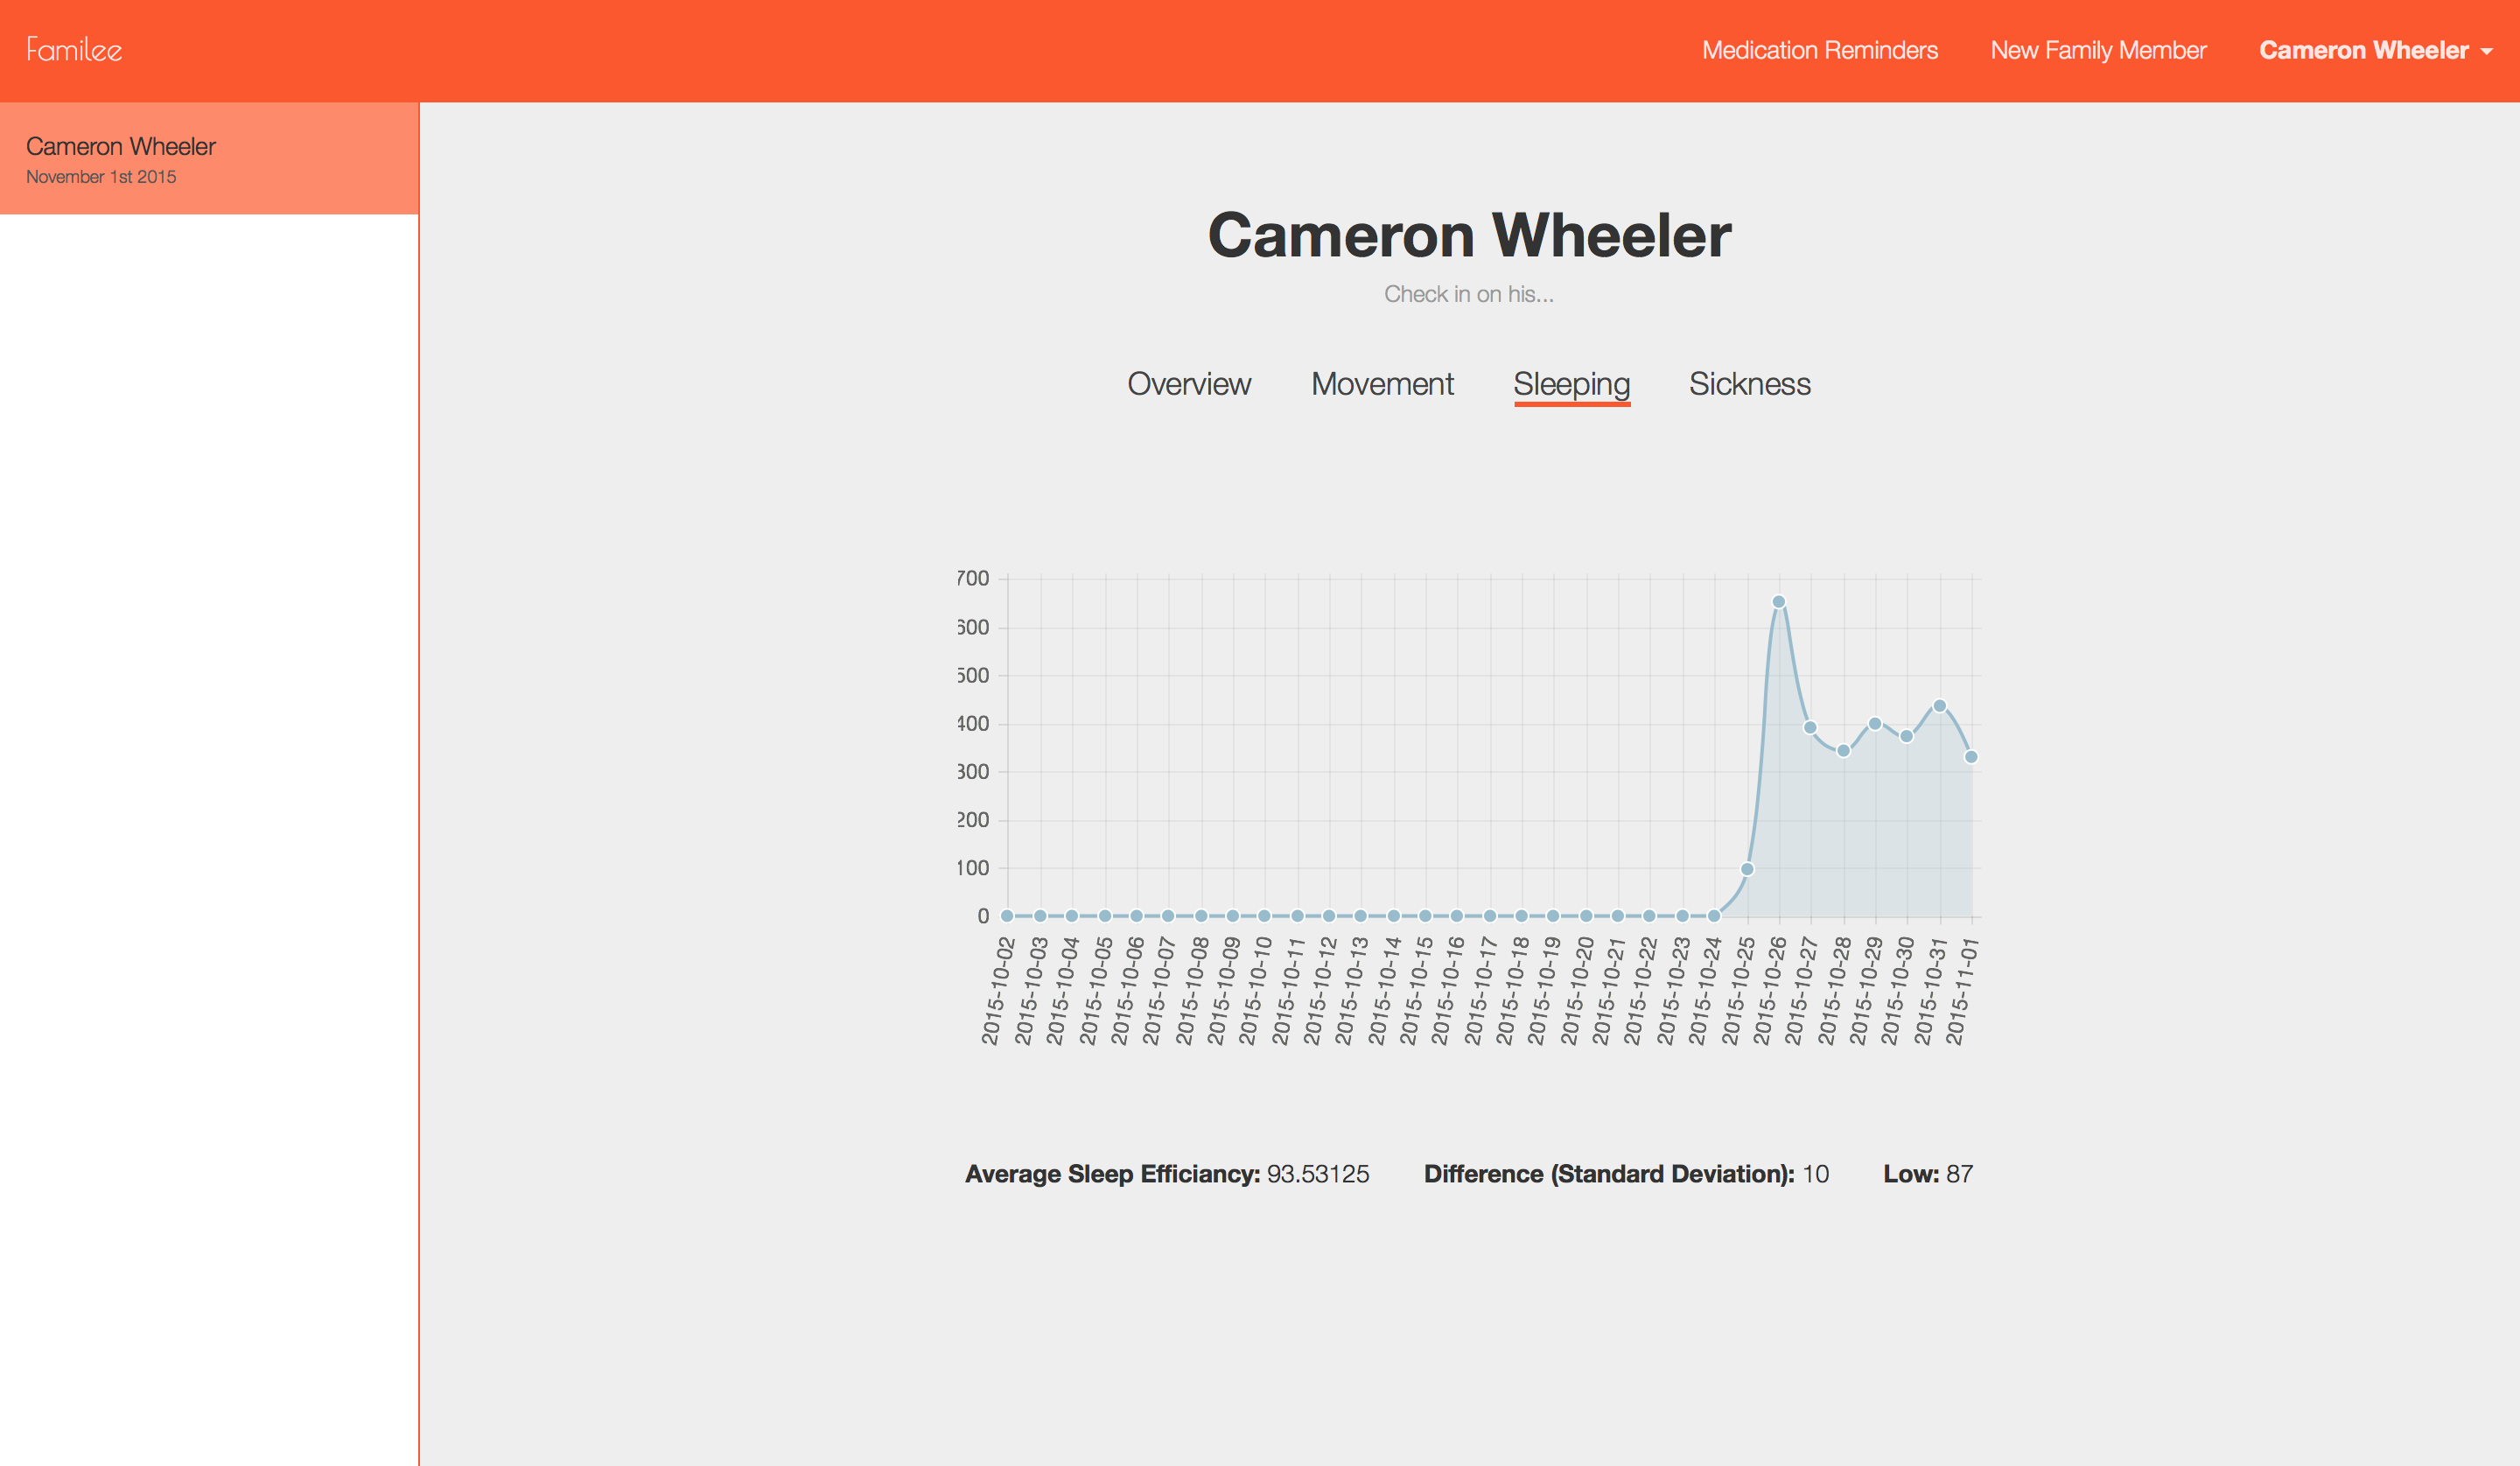 Familee
Medication Reminders New Family Member Cameron Wheeler
Cameron Wheeler
November 1st 2015
Cameron Wheeler
Check in on his...
Overview Movement Sleeping Sickness
700
600
500
400
300
200
100
0
2015-10-02 2015-10-03 2015-10-04 2015-10-05 2015-10-06 2015-10-07 2015-10-08 2015-10-09 2015-10-10 2015-10-11 2015-10-12 2015-10-13 2015-10-14 2015-10-15 2015-10-16 2015-10-17 2015-10-18 2015-10-19 2015-10-20 2015-10-21 2015-10-22 2015-10-23 2015-10-24 2015-10-25 2015-10-26 2015-10-27 2015-10-28 2015-10-29 2015-10-30 2015-10-31 2015-11-01
Average Sleep Efficiancy: 93.53125 Difference (Standard Deviation): 10 Low: 87